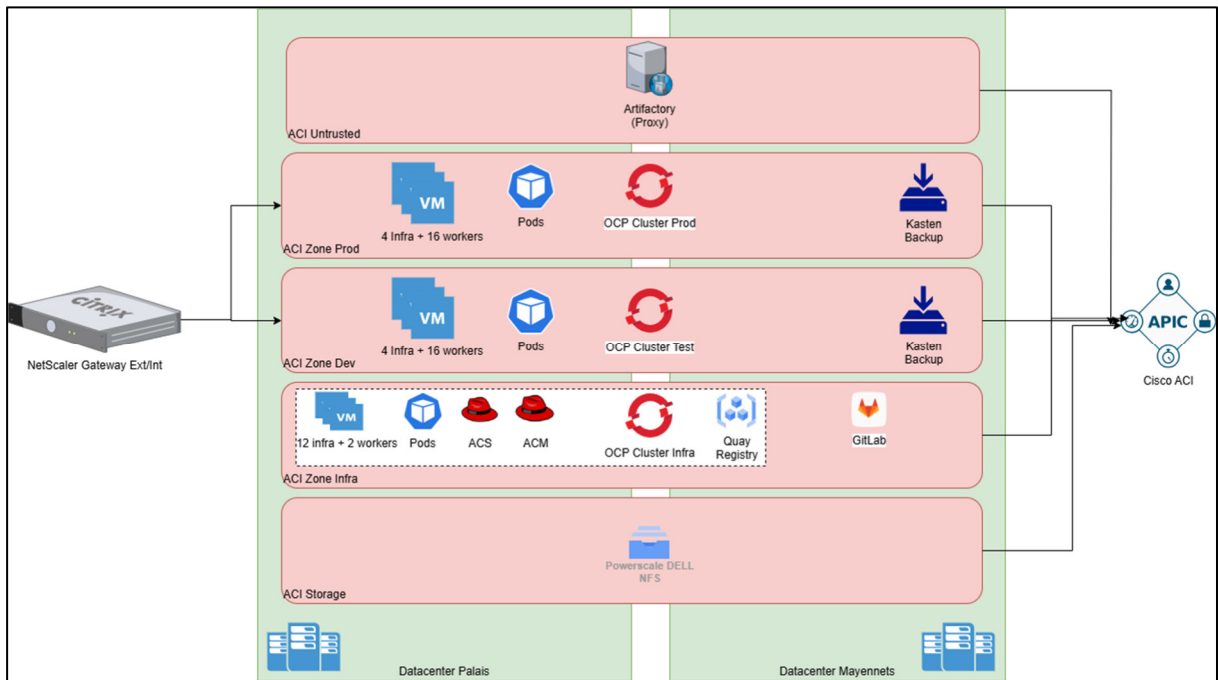 Artifactory
(Proxy)
ACI Untrusted
VM
4 Infra + 16 workers
Pods
OCP Cluster Prod
Kasten
Backup
ACI Zone Prod
CITRIX
NetScaler Gateway Ext/Int
VM
4 Infra + 16 workers
Pods
OCP Cluster Test
Kasten
Backup
ACI Zone Dev
APIC
Cisco ACI
VM
12 infra + 2 workers
Pods
ACS
ACM
OCP Cluster Infra
Quay
Registry
GitLab
ACI Zone Infra
Powerscale DELL
NFS
ACI Storage
Datacenter Palais
Datacenter Mayennets